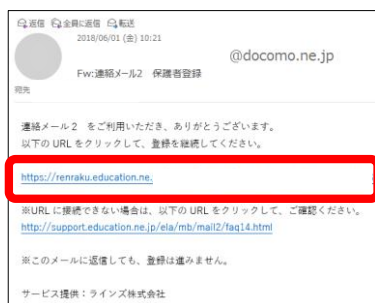 返信 全員に返信 転送
2018/06/01 (金) 10:21
@docomo.ne.jp
Fw:連絡メール2 保護者登録
宛先
連絡メール2 をご利用いただき、ありがとうございます。
以下の URL をクリックして、登録を継続してください。
https://renraku.education.ne.
※URL に接続できない場合は、以下の URL をクリックして、ご確認ください。
http://support.education.ne.jp/ela/mb/mail2/faq14.html
※このメールに返信しても、登録は進みません。
サービス提供：ラインズ株式会社